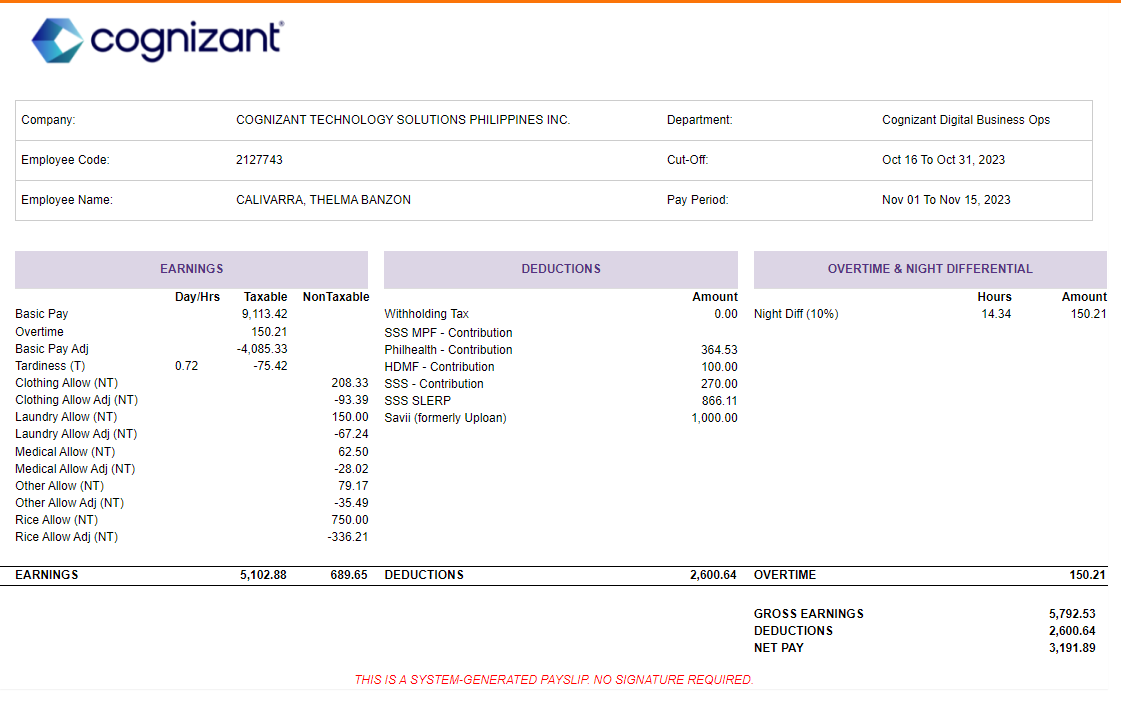 cognizant®
Company: COGNIZANT TECHNOLOGY SOLUTIONS PHILIPPINES INC. Department: Cognizant Digital Business Ops
Employee Code: 2127743 Cut-Off: Oct 16 To Oct 31, 2023
Employee Name: CALIVARRA, THELMA BANZON Pay Period: Nov 01 To Nov 15, 2023
EARNINGS
Day/Hrs Taxable NonTaxable
Basic Pay 9,113.42
Overtime 150.21
Basic Pay Adj -4,085.33
Tardiness (T) 0.72 -75.42
Clothing Allow (NT) 208.33
Clothing Allow Adj (NT) -93.39
Laundry Allow (NT) 150.00
Laundry Allow Adj (NT) -67.24
Medical Allow (NT) 62.50
Medical Allow Adj (NT) -28.02
Other Allow (NT) 79.17
Other Allow Adj (NT) -35.49
Rice Allow (NT) 750.00
Rice Allow Adj (NT) -336.21
EARNINGS 5,102.88 689.65
DEDUCTIONS
Amount
Withholding Tax 0.00
SSS MPF - Contribution
Philhealth - Contribution 364.53
HDMF - Contribution 100.00
SSS - Contribution 270.00
SSS SLERP 866.11
Savii (formerly Uploan) 1,000.00
DEDUCTIONS 2,600.64
OVERTIME & NIGHT DIFFERENTIAL
Hours Amount
Night Diff (10%) 14.34 150.21
OVERTIME 150.21
GROSS EARNINGS 5,792.53
DEDUCTIONS 2,600.64
NET PAY 3,191.89
THIS IS A SYSTEM-GENERATED PAYSLIP. NO SIGNATURE REQUIRED.